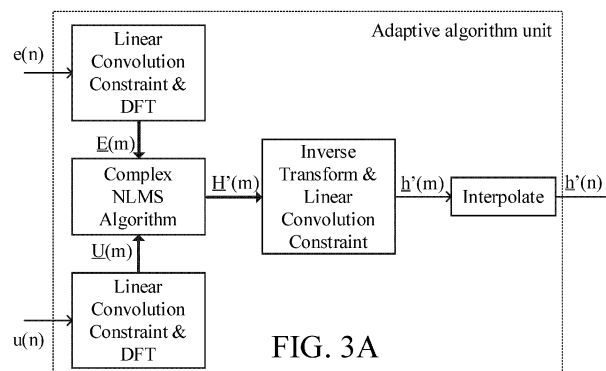 Adaptive algorithm unit
e(n)
Linear
Convolution
Constraint &
DFT
E(m)
Complex
NLMS
Algorithm
H'(m)
Inverse
Transform &
Linear
Convolution
Constraint
h'(m)
Interpolate
h'(n)
U(m)
Linear
Convolution
Constraint &
DFT
u(n)
FIG. 3A